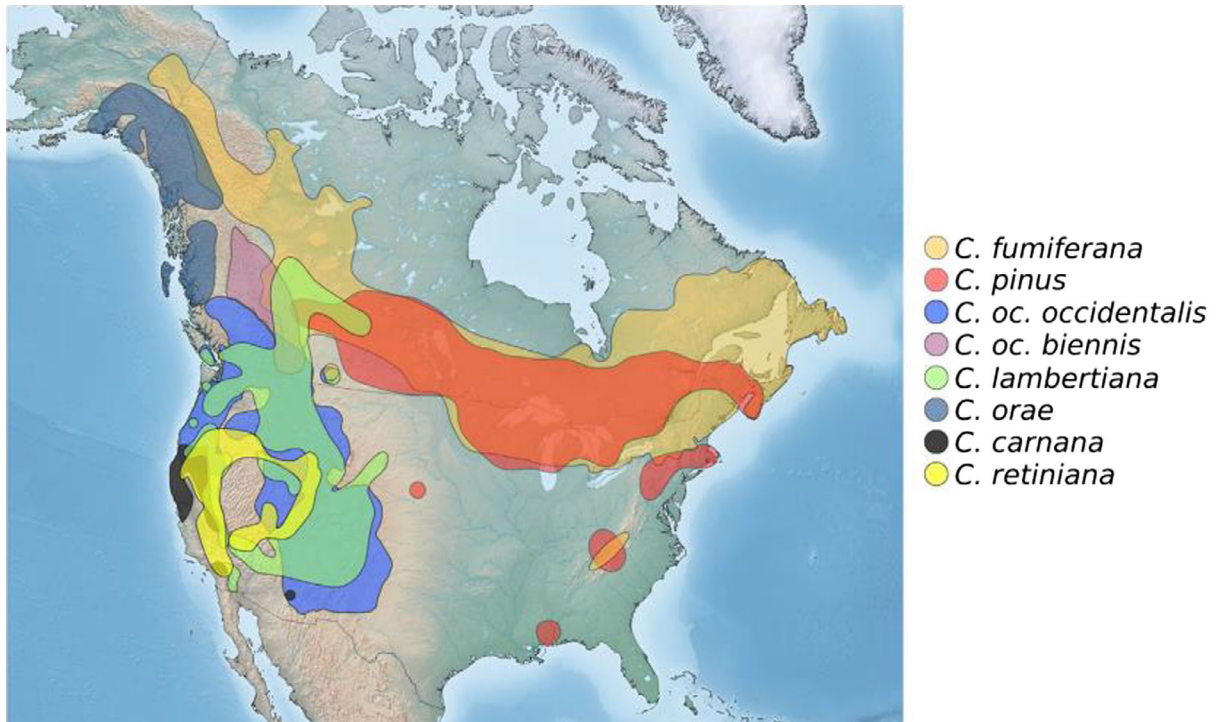 C. fumiferana
C. pinus
C. oc. occidentalis
C. oc. biennis
C. lambertiana
C. orae
C. carnana
C. retiniana